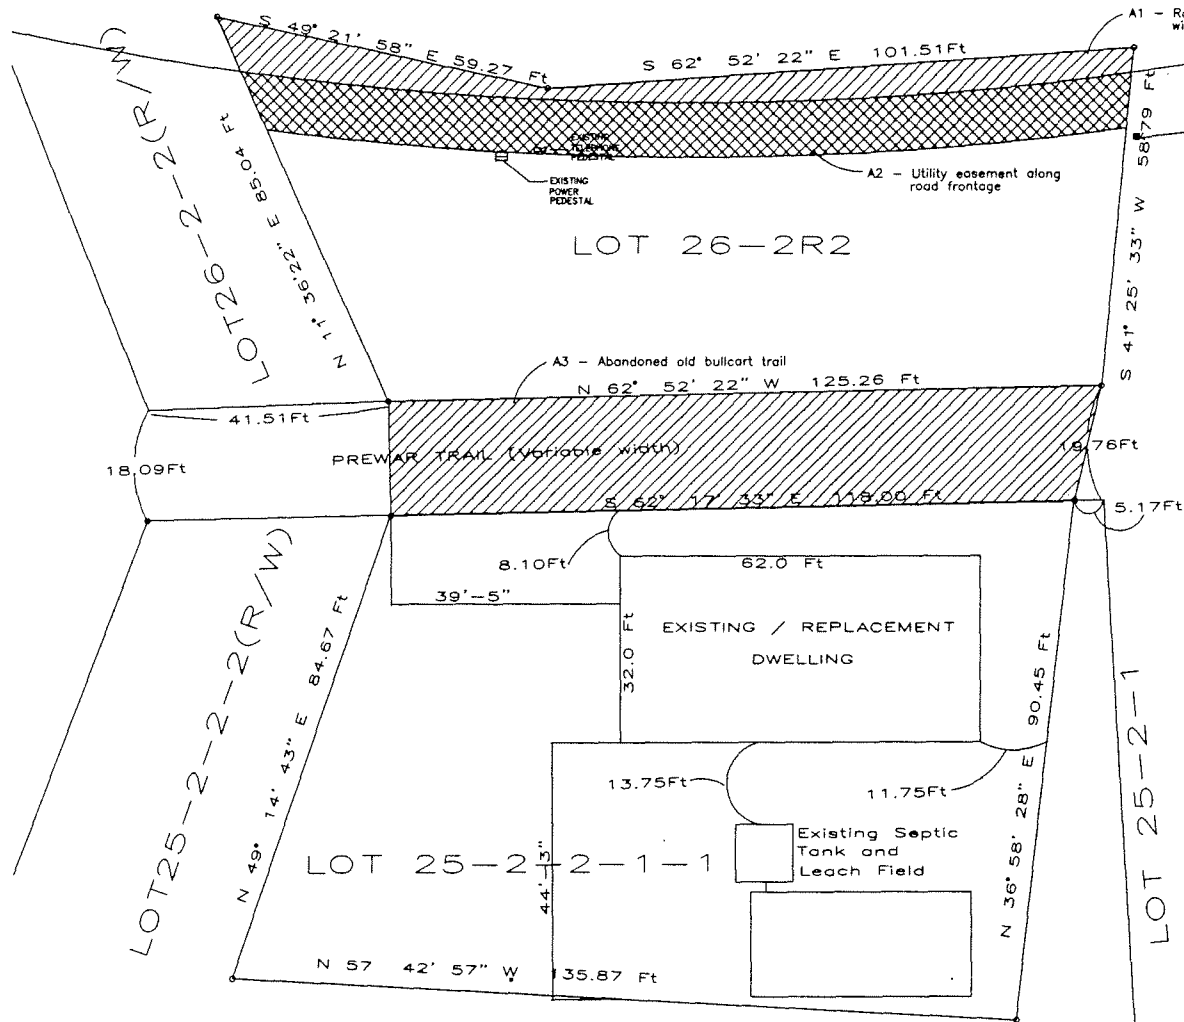 A1 - R
wi
S 49° 21' 58" E 59.27 Ft
S 62° 52' 22" E 101.51Ft
58.79 Ft
S 41° 25' 33" W
EXISTING
TELEPHONE
PEDESTAL
EXISTING
POWER
PEDESTAL
A2 - Utility easement along
road frontage
LOT 26-2R2
LOT26-2-2(R/W)
N 11° 36'22" E 85.04 Ft
A3 - Abandoned old bullcart trail
N 62° 52' 22" W 125.26 Ft
41.51Ft
18.09Ft
PREWAR TRAIL (Variable width)
19.76Ft
S 62° 17' 33" E 118.00 Ft
5.17Ft
8.10Ft
62.0 Ft
39'-5"
EXISTING / REPLACEMENT
DWELLING
32.0 Ft
LOT25-2-2-2(R/W)
N 49° 14' 43" E 84.67 Ft
N 36° 58' 28" E 90.45 Ft
13.75Ft
11.75Ft
LOT 25-2-1
Existing Septic
Tank and
Leach Field
LOT 25-2-2-1-1
44'-3"
N 57 42' 57" W 135.87 Ft